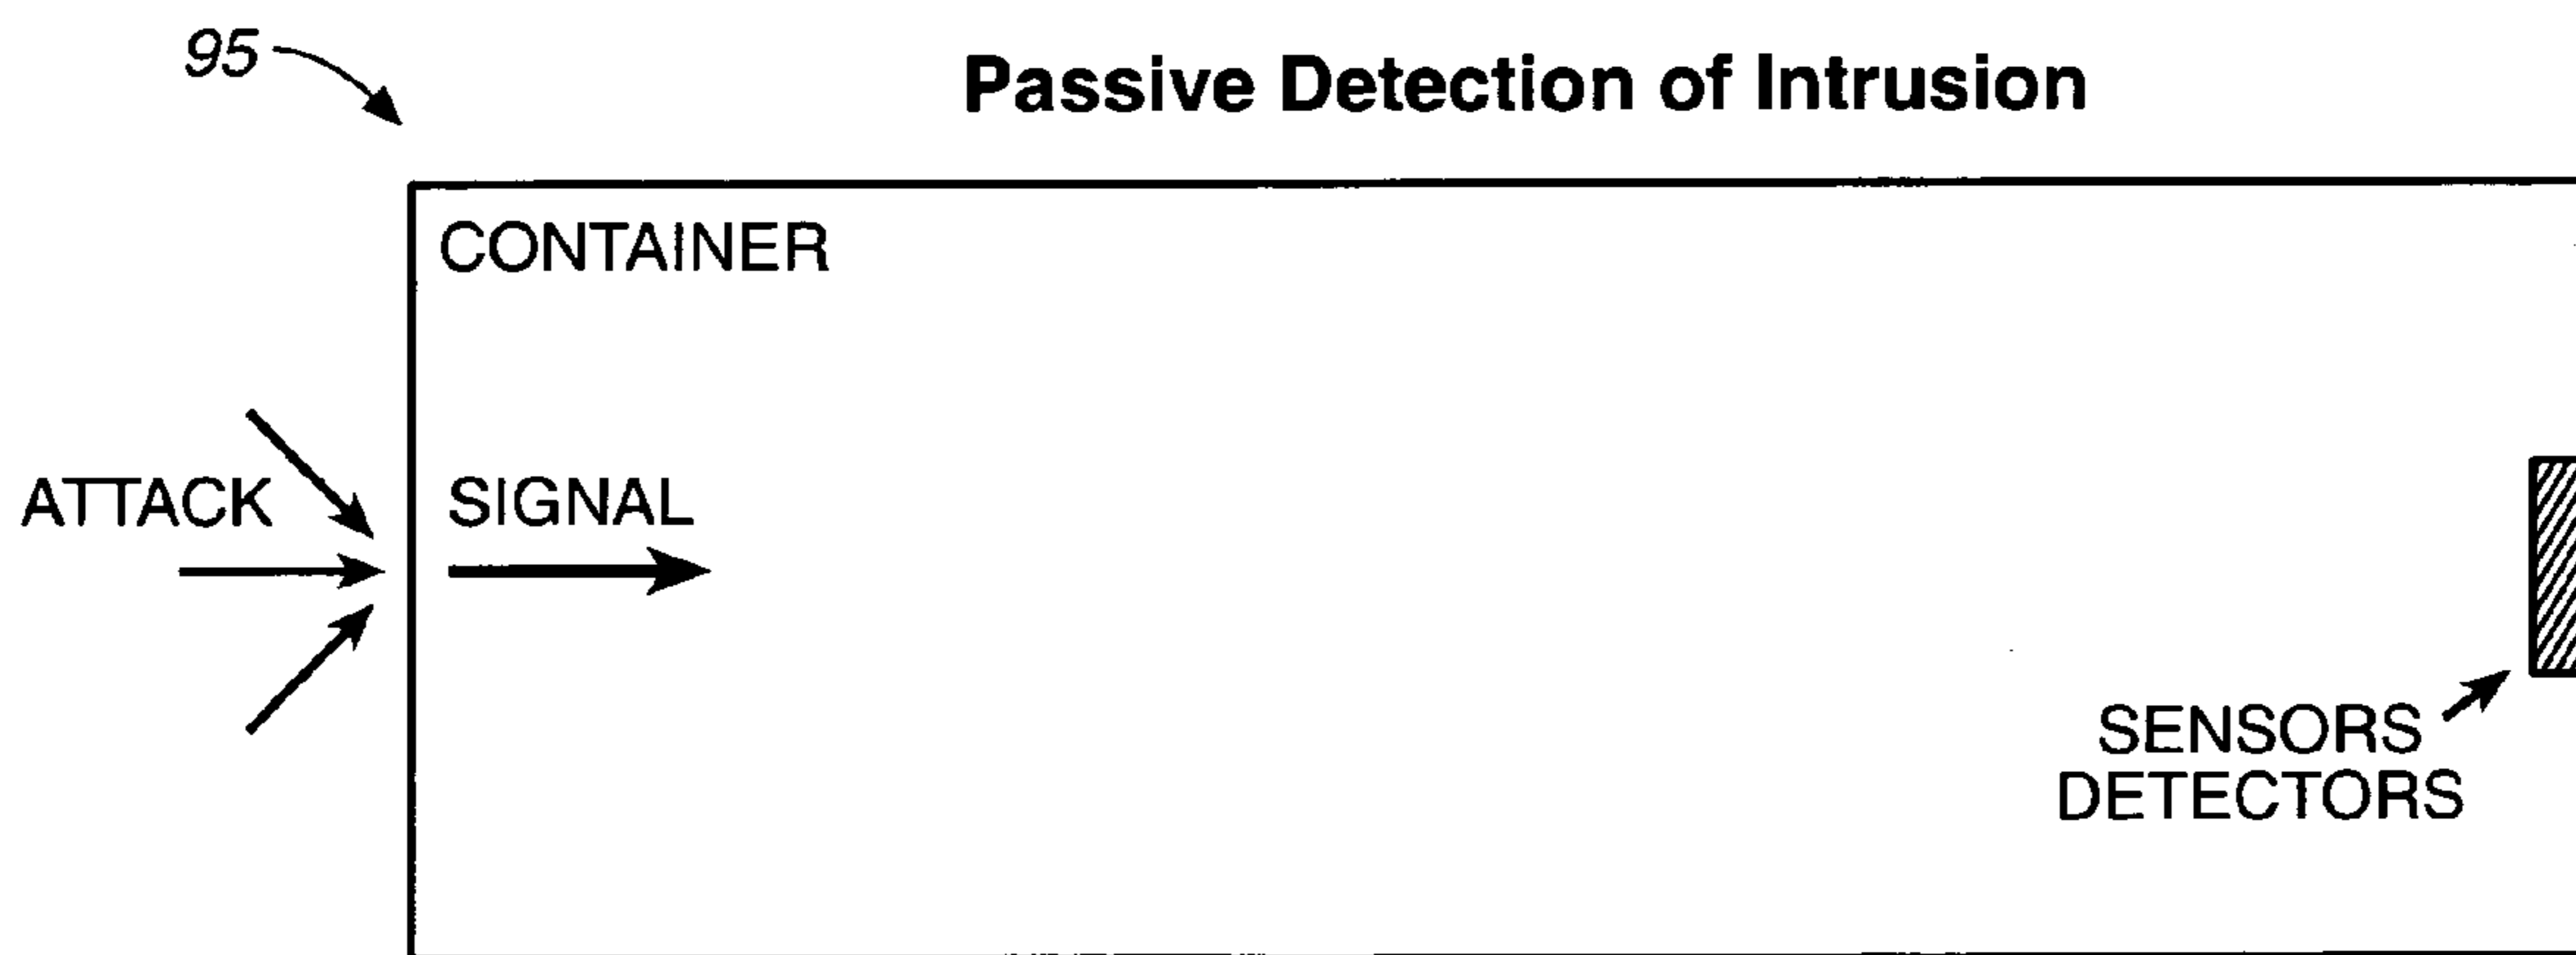 95
Passive Detection of Intrusion
CONTAINER
ATTACK
SIGNAL
SENSORS
DETECTORS